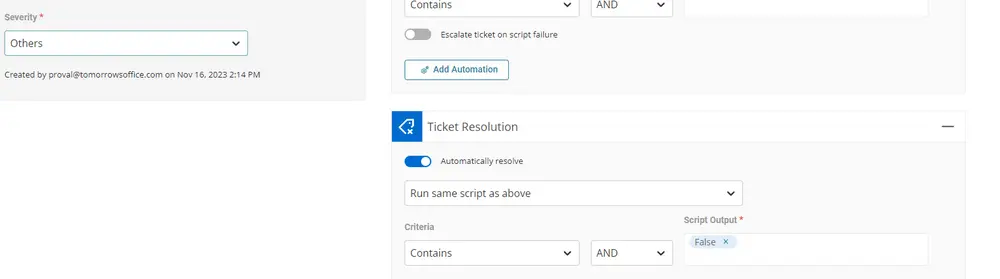 Severity *
Others
Created by proval@tomorrowsoffice.com on Nov 16, 2023 2:14 PM
Contains
AND
Escalate ticket on script failure
Add Automation
Ticket Resolution
Automatically resolve
Run same script as above
Criteria
Script Output *
Contains
AND
False ×